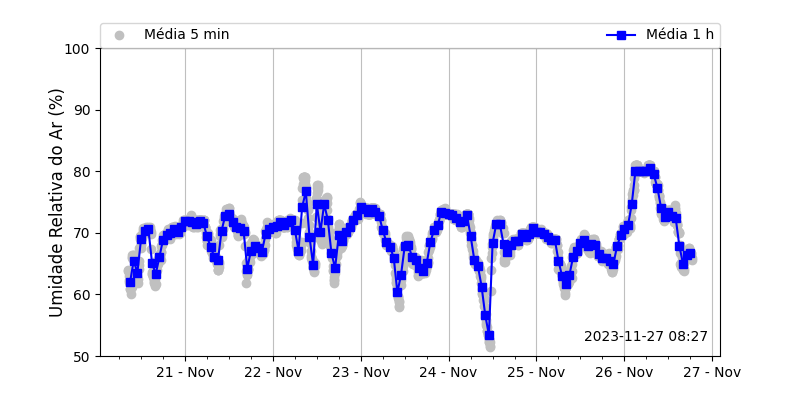 Média 5 min
Média 1 h
Umidade Relativa do Ar (%)
100
90
80
70
60
50
2023-11-27 08:27
21 - Nov
22 - Nov
23 - Nov
24 - Nov
25 - Nov
26 - Nov
27 - Nov